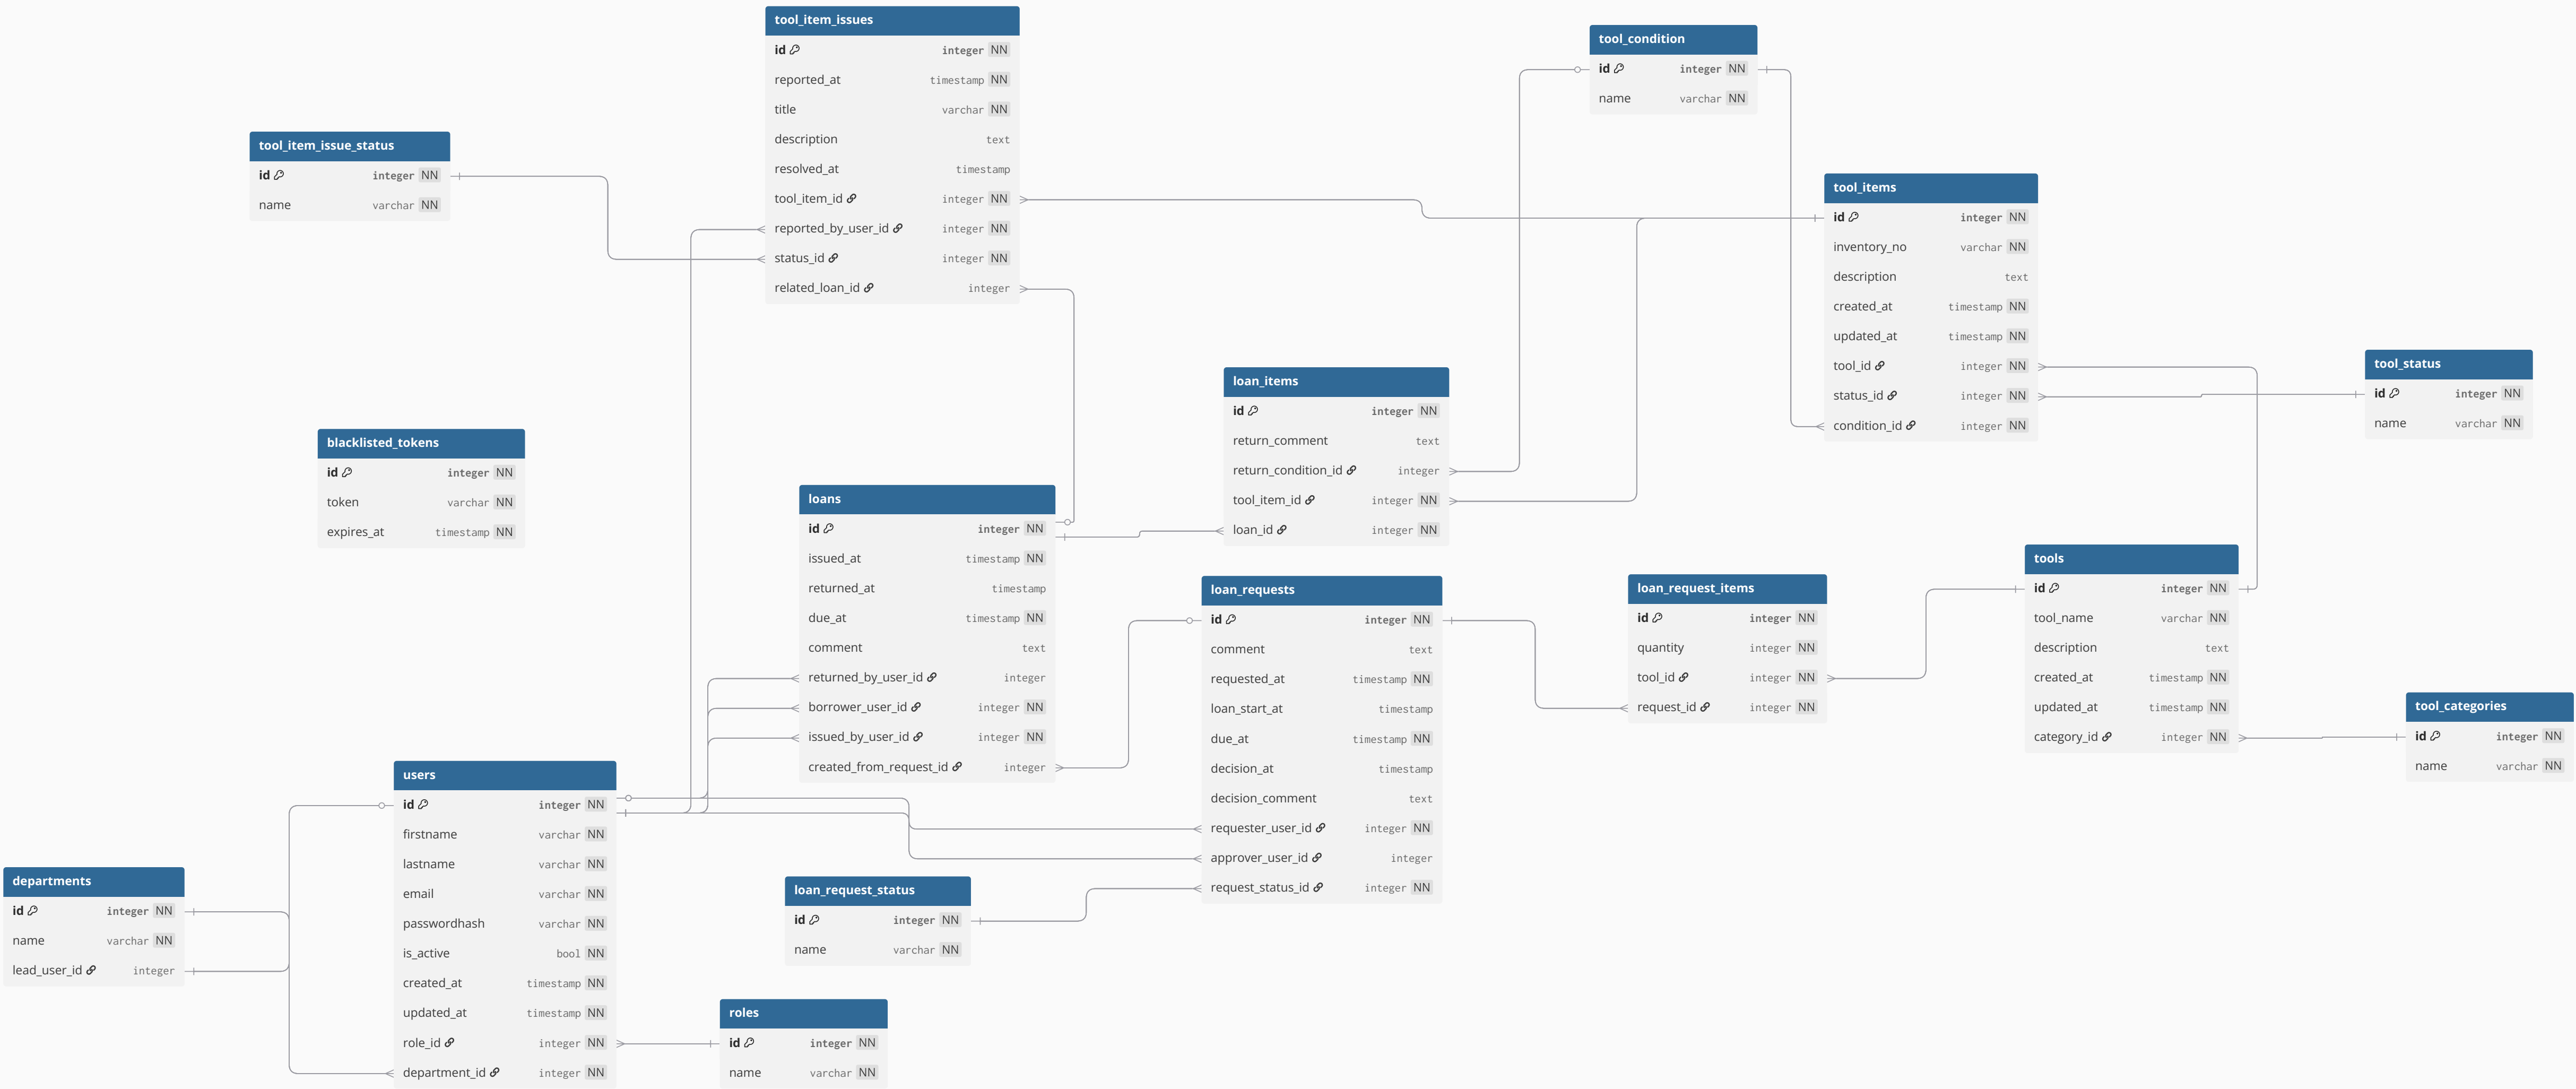 tool_item_issues
id integer NN
reported_at timestamp NN
title varchar NN
description text
resolved_at timestamp
tool_item_id integer NN
reported_by_user_id integer NN
status_id integer NN
related_loan_id integer
tool_condition
id integer NN
name varchar NN
tool_item_issue_status
id integer NN
name varchar NN
tool_items
id integer NN
inventory_no varchar NN
description text
created_at timestamp NN
updated_at timestamp NN
tool_id integer NN
status_id integer NN
condition_id integer NN
tool_status
id integer NN
name varchar NN
loan_items
id integer NN
return_comment text
return_condition_id integer
tool_item_id integer NN
loan_id integer NN
blacklisted_tokens
id integer NN
token varchar NN
expires_at timestamp NN
loans
id integer NN
issued_at timestamp NN
returned_at timestamp
due_at timestamp NN
comment text
returned_by_user_id integer
borrower_user_id integer NN
issued_by_user_id integer NN
created_from_request_id integer
loan_requests
id integer NN
comment text
requested_at timestamp NN
loan_start_at timestamp
due_at timestamp NN
decision_at timestamp
decision_comment text
requester_user_id integer NN
approver_user_id integer
request_status_id integer NN
loan_request_items
id integer NN
quantity integer NN
tool_id integer NN
request_id integer NN
tools
id integer NN
tool_name varchar NN
description text
created_at timestamp NN
updated_at timestamp NN
category_id integer NN
tool_categories
id integer NN
name varchar NN
users
id integer NN
firstname varchar NN
lastname varchar NN
email varchar NN
passwordhash varchar NN
is_active bool NN
created_at timestamp NN
updated_at timestamp NN
role_id integer NN
department_id integer NN
departments
id integer NN
name varchar NN
lead_user_id integer
loan_request_status
id integer NN
name varchar NN
roles
id integer NN
name varchar NN